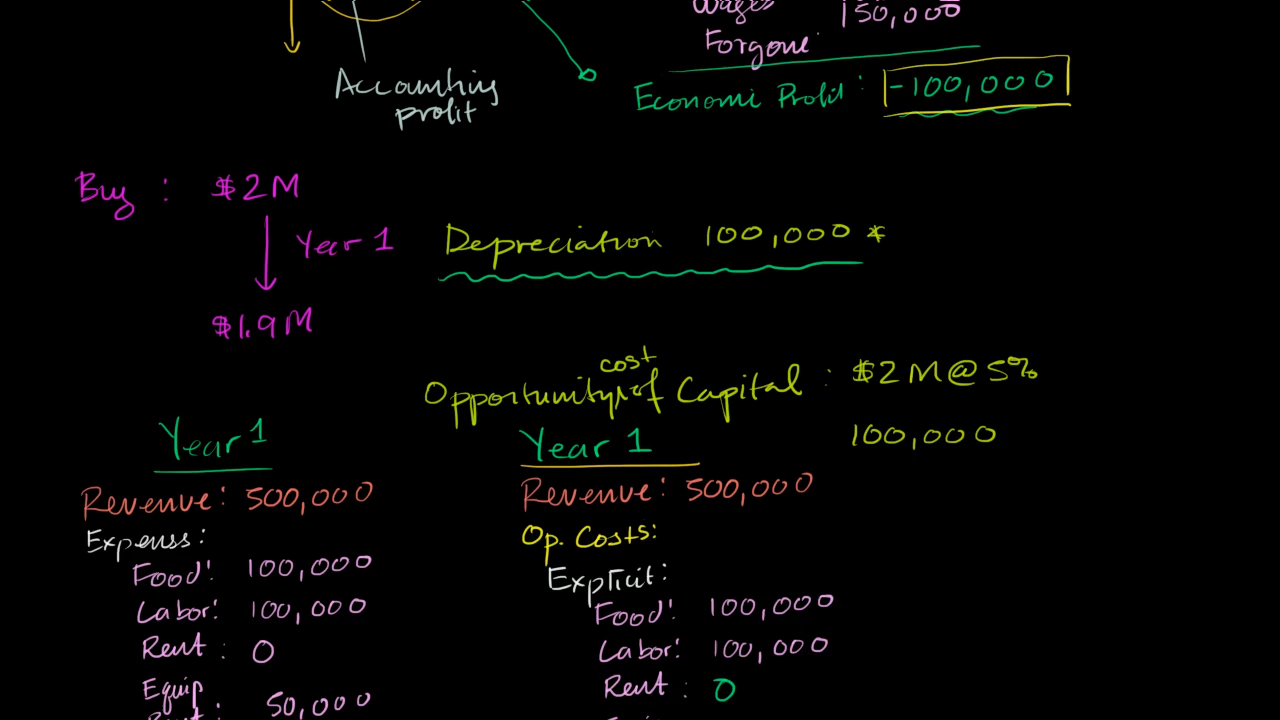 Wages 150,000
Forgone:
Economic Profit: -100,000
Accounting
profit
Buy : $2M
Year 1
Depreciation 100,000 *
$1.9M
cost
Opportunity of Capital : $2M@5%
100,000
Year 1
Revenue: 500,000
Expenss:
Food: 100,000
Labor: 100,000
Rent : 0
Equip
50,000
Year 1
Revenue: 500,000
Op. Costs:
Explicit:
Food: 100,000
Labor: 100,000
Rent : 0